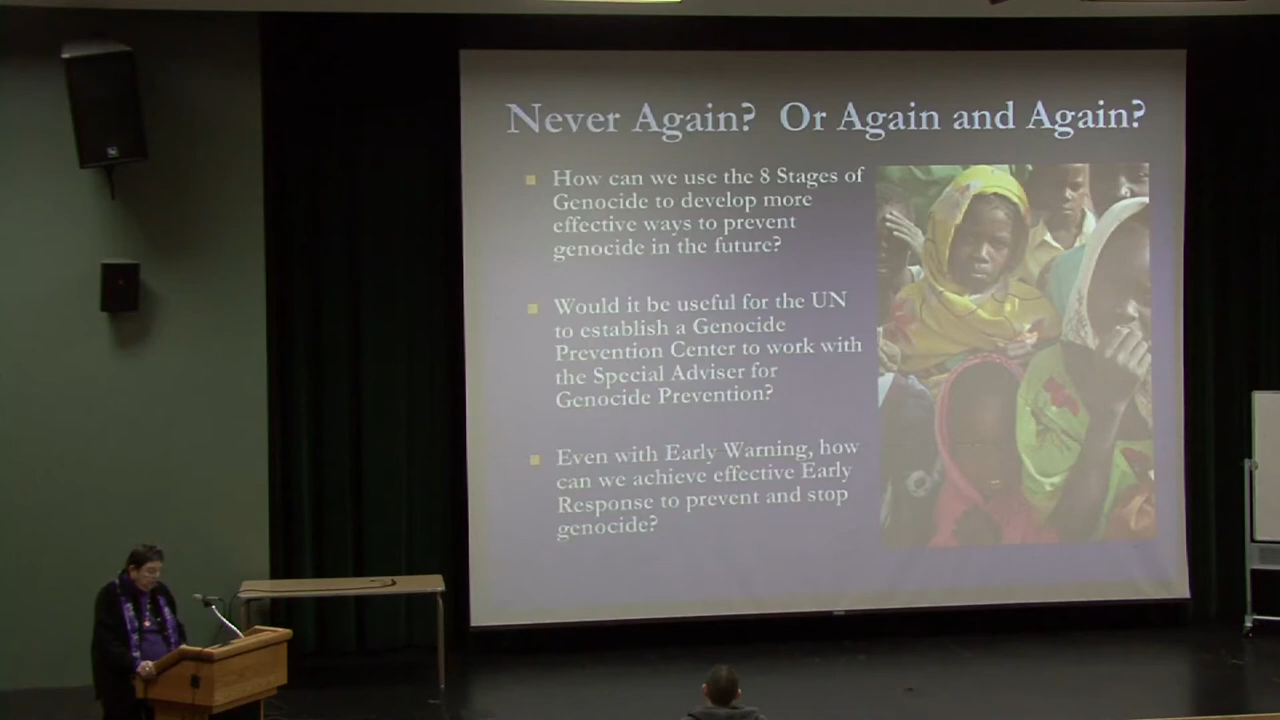 Never Again? Or Again and Again?
How can we use the 8 Stages of
Genocide to develop more
effective ways to prevent
genocide in the future?
Would it be useful for the UN
to establish a Genocide
Prevention Center to work with
the Special Adviser for
Genocide Prevention?
Even with Early Warning, how
can we achieve effective Early
Response to prevent and stop
genocide?